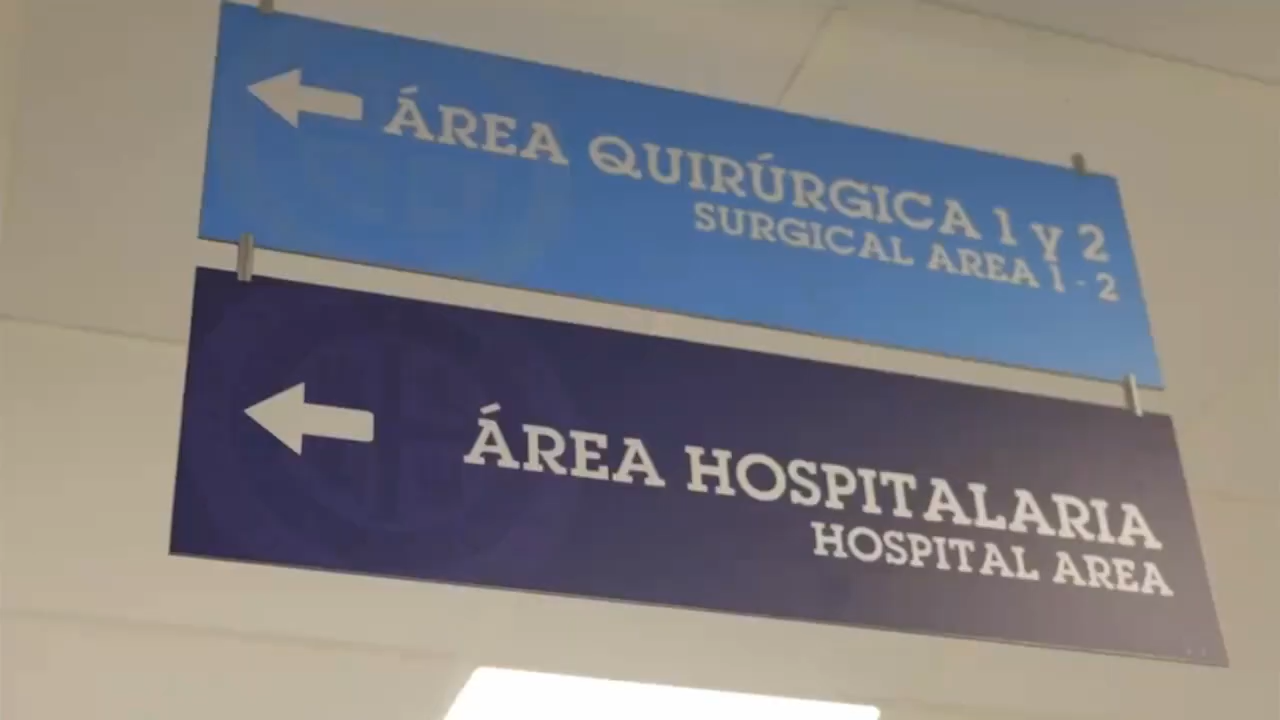 ÁREA QUIRÚRGICA 1 y 2
SURGICAL AREA 1 - 2
ÁREA HOSPITALARIA
HOSPITAL AREA